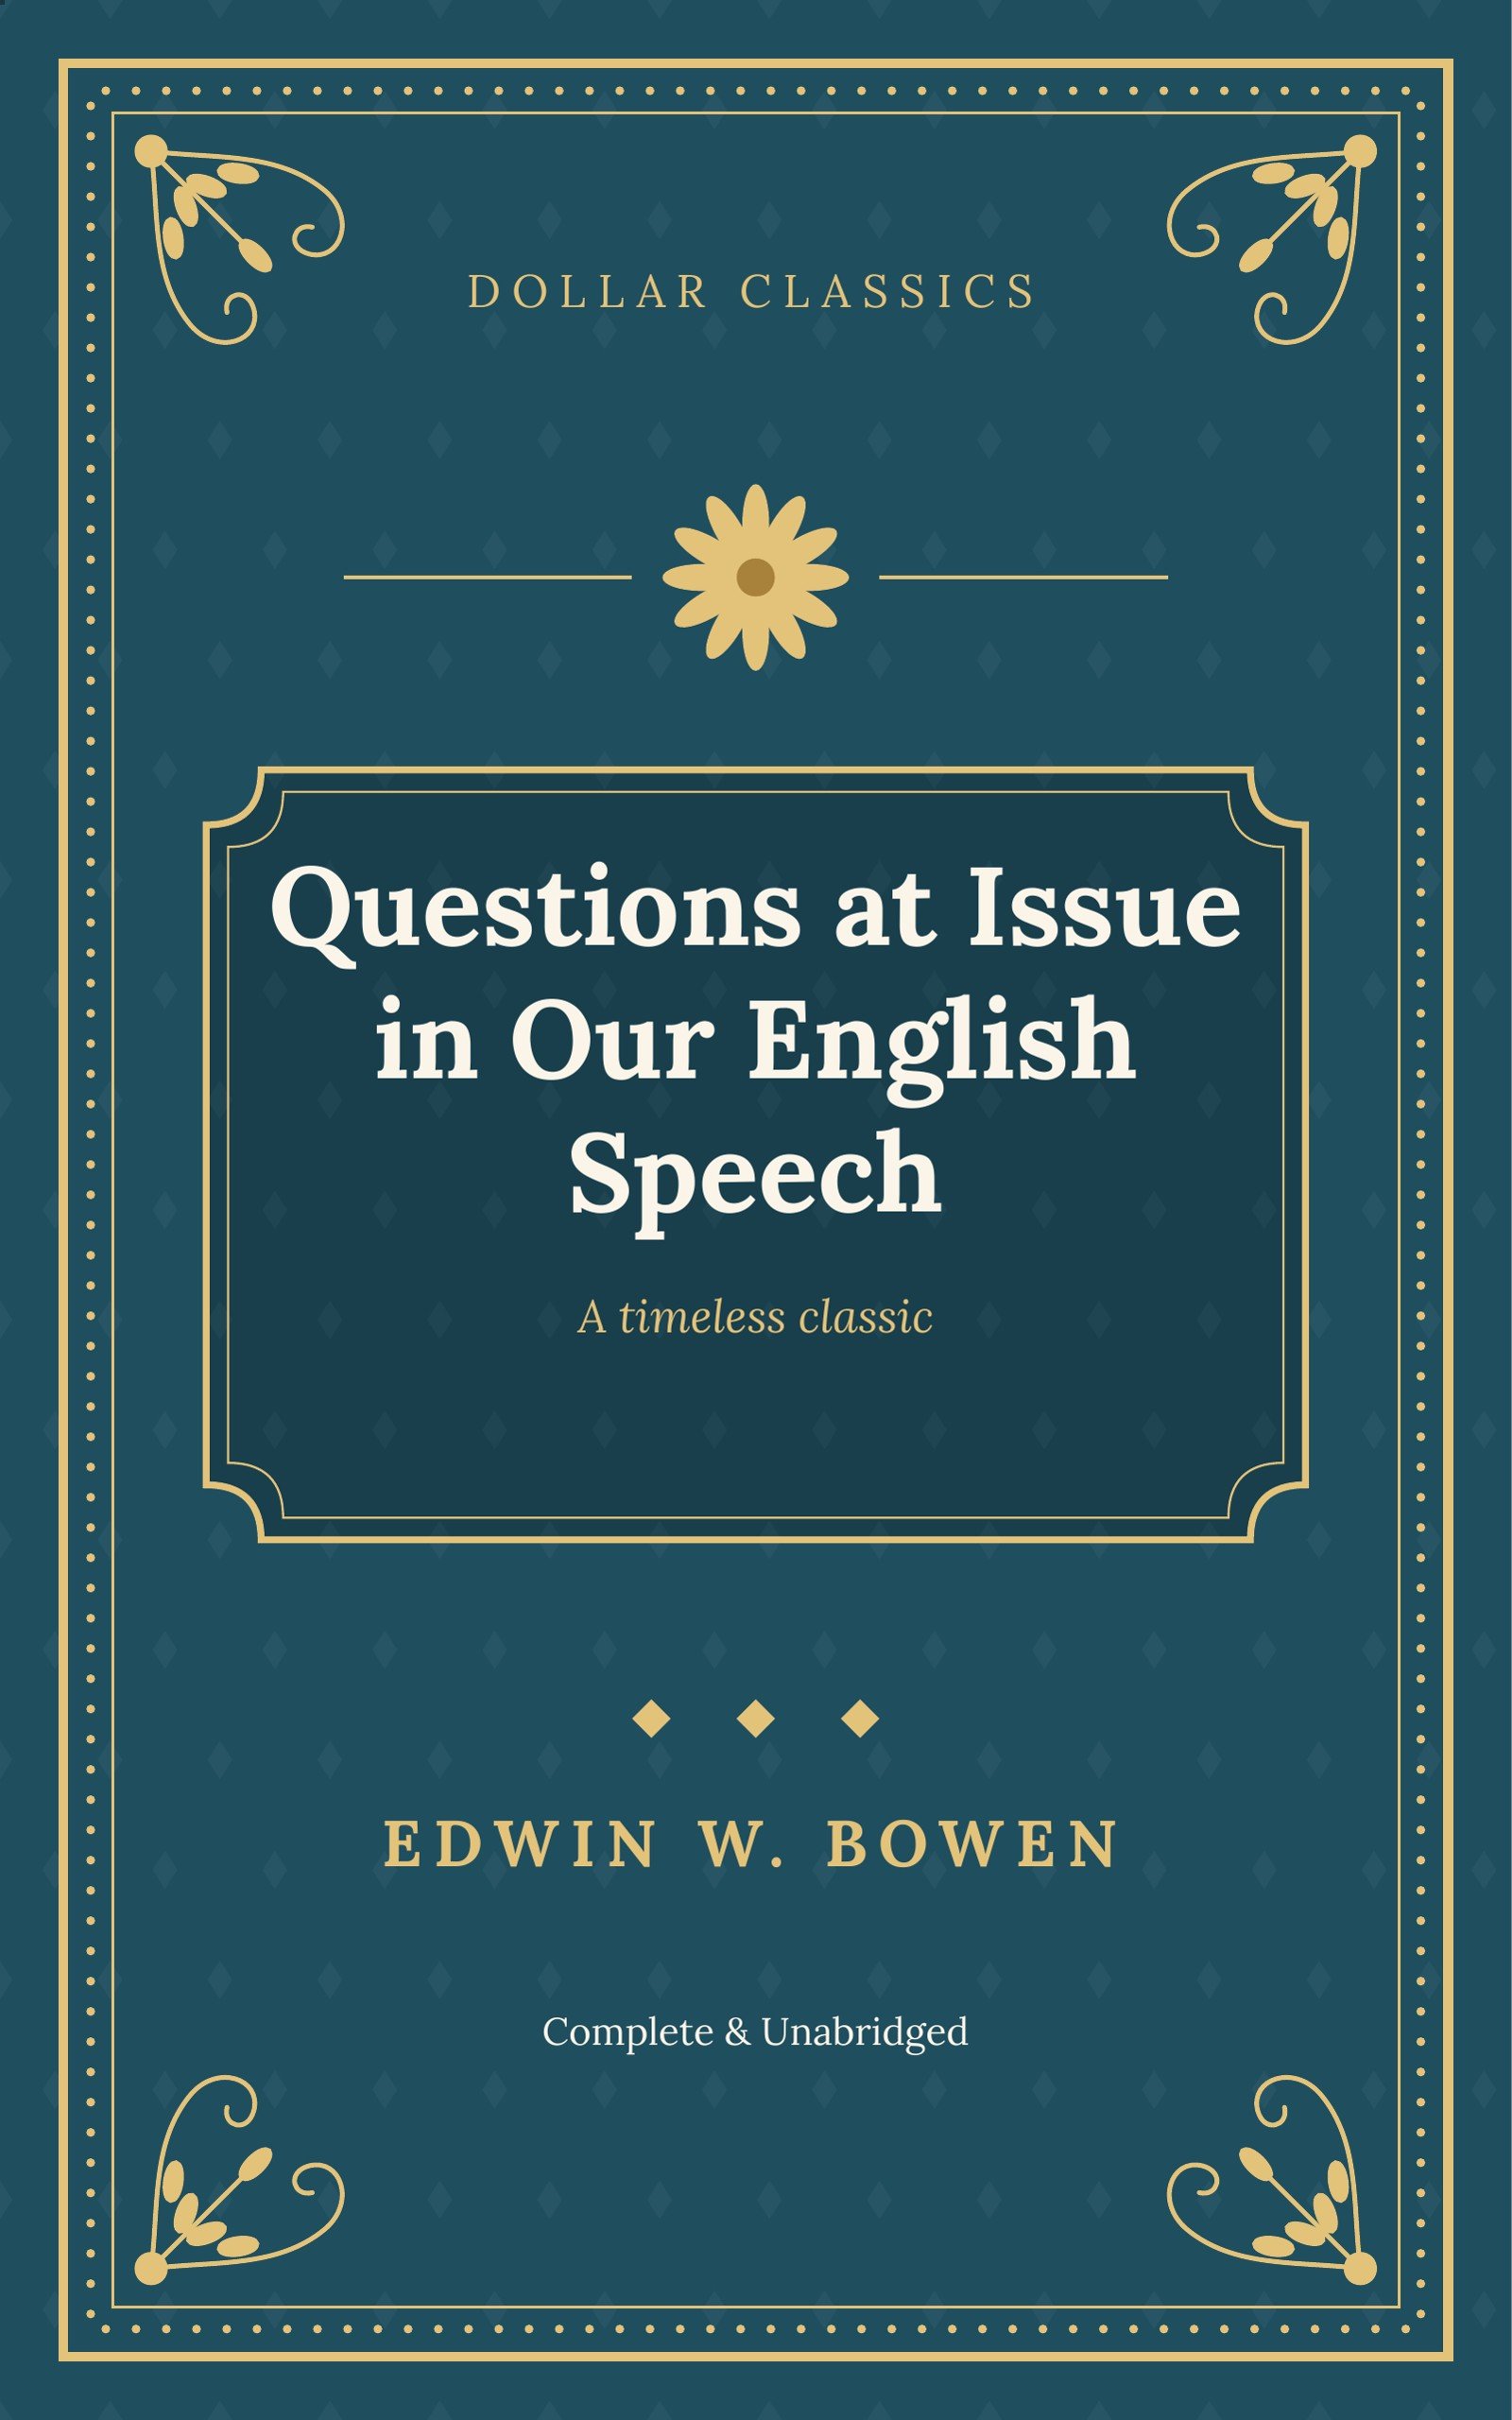 DOLLAR CLASSICS
Questions at Issue
in Our English
Speech
A timeless classic
EDWIN W. BOWEN
Complete & Unabridged